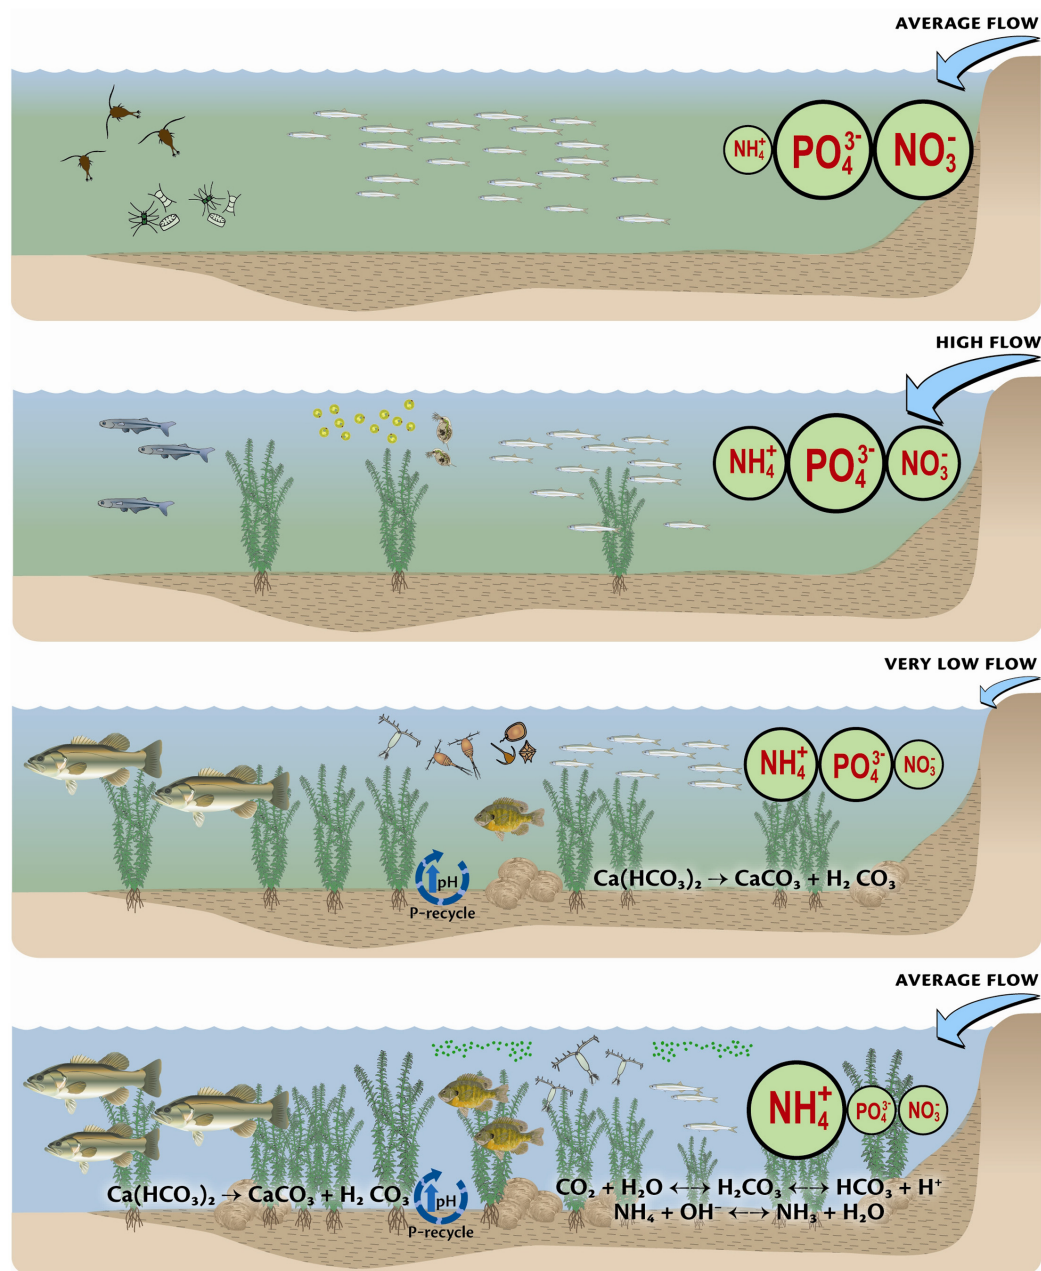 AVERAGE FLOW
NH₄⁺ PO₄³⁻ NO₃⁻
HIGH FLOW
NH₄⁺ PO₄³⁻ NO₃⁻
VERY LOW FLOW
NH₄⁺ PO₄³⁻ NO₃⁻
pH
Ca(HCO₃)₂ → CaCO₃ + H₂ CO₃
P-recycle
AVERAGE FLOW
NH₄⁺ PO₄³⁻ NO₃⁻
Ca(HCO₃)₂ → CaCO₃ + H₂ CO₃
pH
P-recycle
CO₂ + H₂O ←→ H₂CO₃ ←→ HCO₃ + H⁺
NH₄ + OH⁻ ←→ NH₃ + H₂O